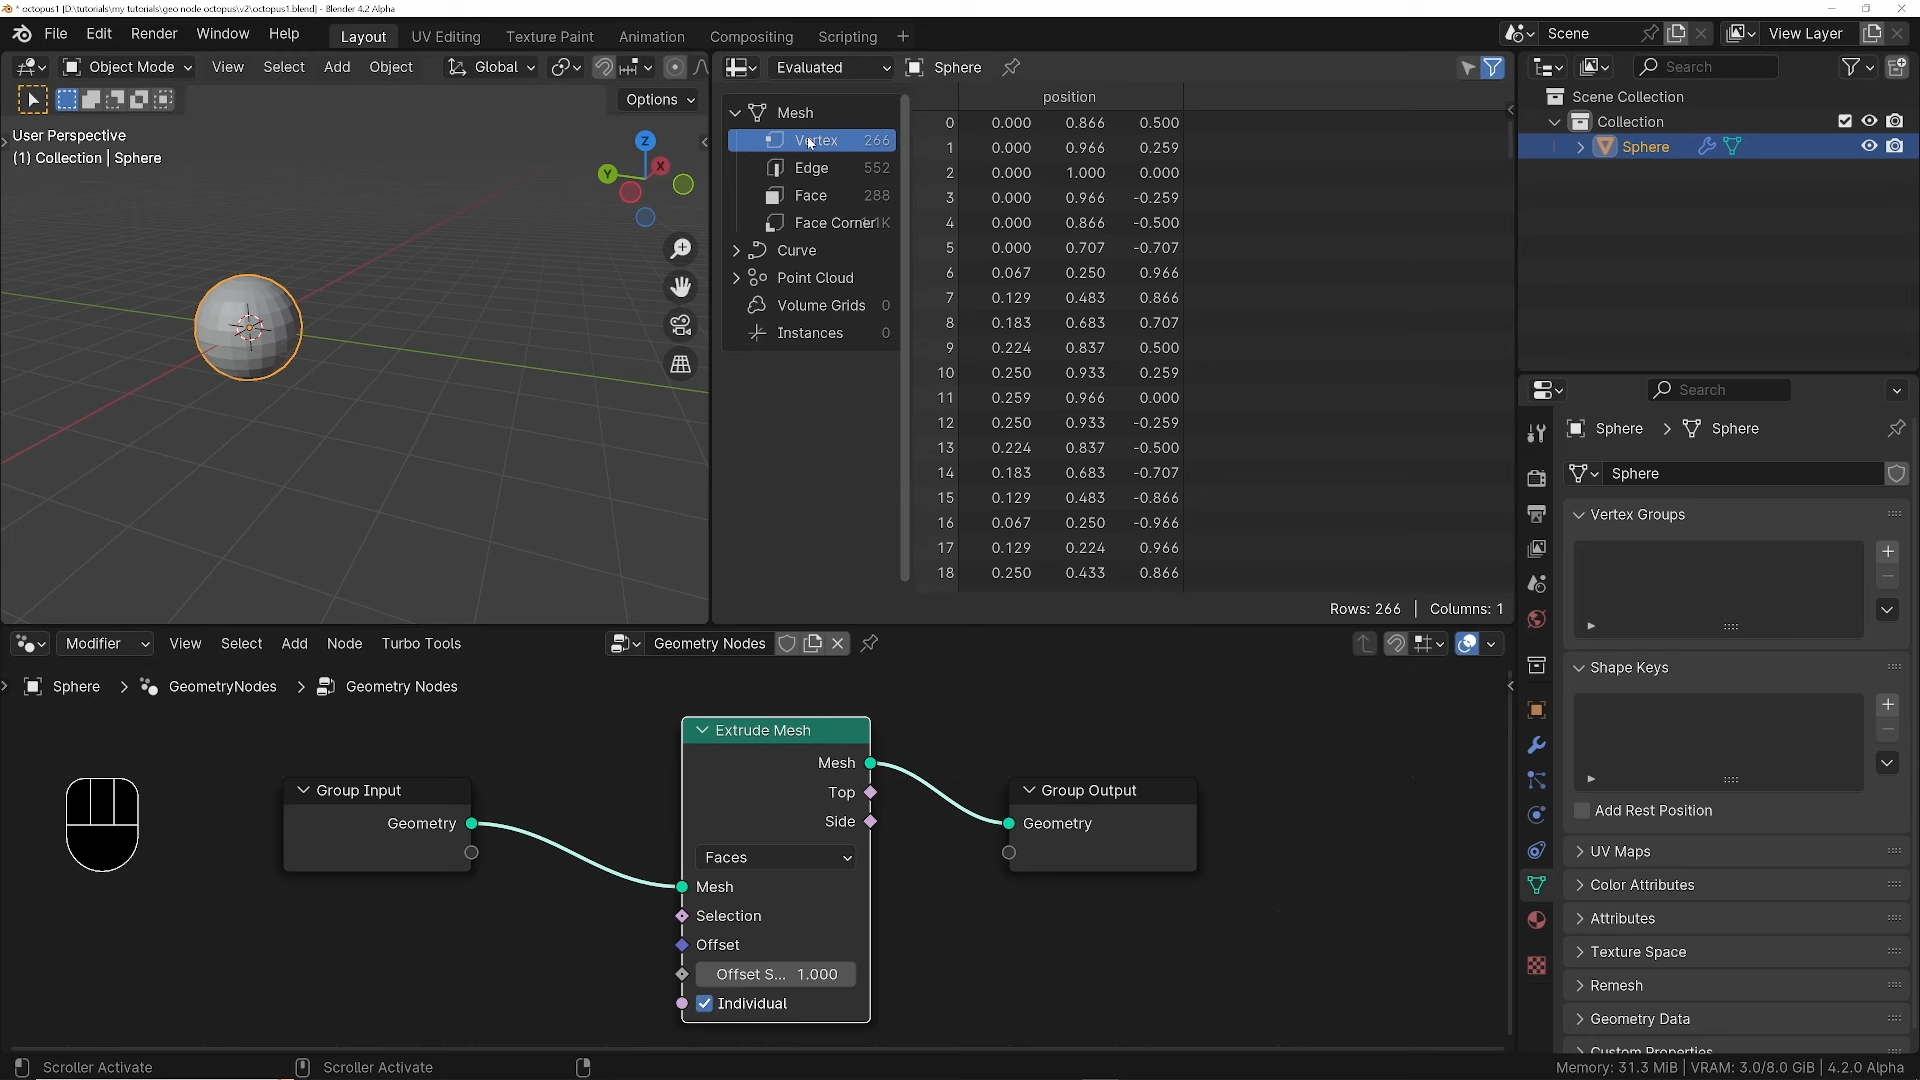 * octopus1 [D:\tutorials\my tutorials\geo node octopus\v2\octopus1.blend] - Blender 4.2 Alpha
File Edit Render Window Help Layout UV Editing Texture Paint Animation Compositing Scripting + Scene View Layer
Object Mode View Select Add Object Global
Options
User Perspective
(1) Collection | Sphere
Z
X
Y
Evaluated Sphere
Mesh
Vertex 266
Edge 552
Face 288
Face Corner 1.1K
Curve
Point Cloud
Volume Grids 0
Instances 0
position
0 0.000 0.866 0.500
1 0.000 0.966 0.259
2 0.000 1.000 0.000
3 0.000 0.966 -0.259
4 0.000 0.866 -0.500
5 0.000 0.707 -0.707
6 0.067 0.250 0.966
7 0.129 0.483 0.866
8 0.183 0.683 0.707
9 0.224 0.837 0.500
10 0.250 0.933 0.259
11 0.259 0.966 0.000
12 0.250 0.933 -0.259
13 0.224 0.837 -0.500
14 0.183 0.683 -0.707
15 0.129 0.483 -0.866
16 0.067 0.250 -0.966
17 0.129 0.224 0.966
18 0.250 0.433 0.866
Rows: 266 | Columns: 1
Search
Scene Collection
Collection
Sphere
Search
Sphere > Sphere
Sphere
Vertex Groups
Shape Keys
Add Rest Position
UV Maps
Color Attributes
Attributes
Texture Space
Remesh
Geometry Data
Custom Properties
Modifier View Select Add Node Turbo Tools Geometry Nodes
Sphere > GeometryNodes > Geometry Nodes
Group Input
Geometry
Extrude Mesh
Mesh
Top
Side
Faces
Mesh
Selection
Offset
Offset S... 1.000
Individual
Group Output
Geometry
Scroller Activate Scroller Activate Memory: 31.3 MiB | VRAM: 3.0/8.0 GiB | 4.2.0 Alpha